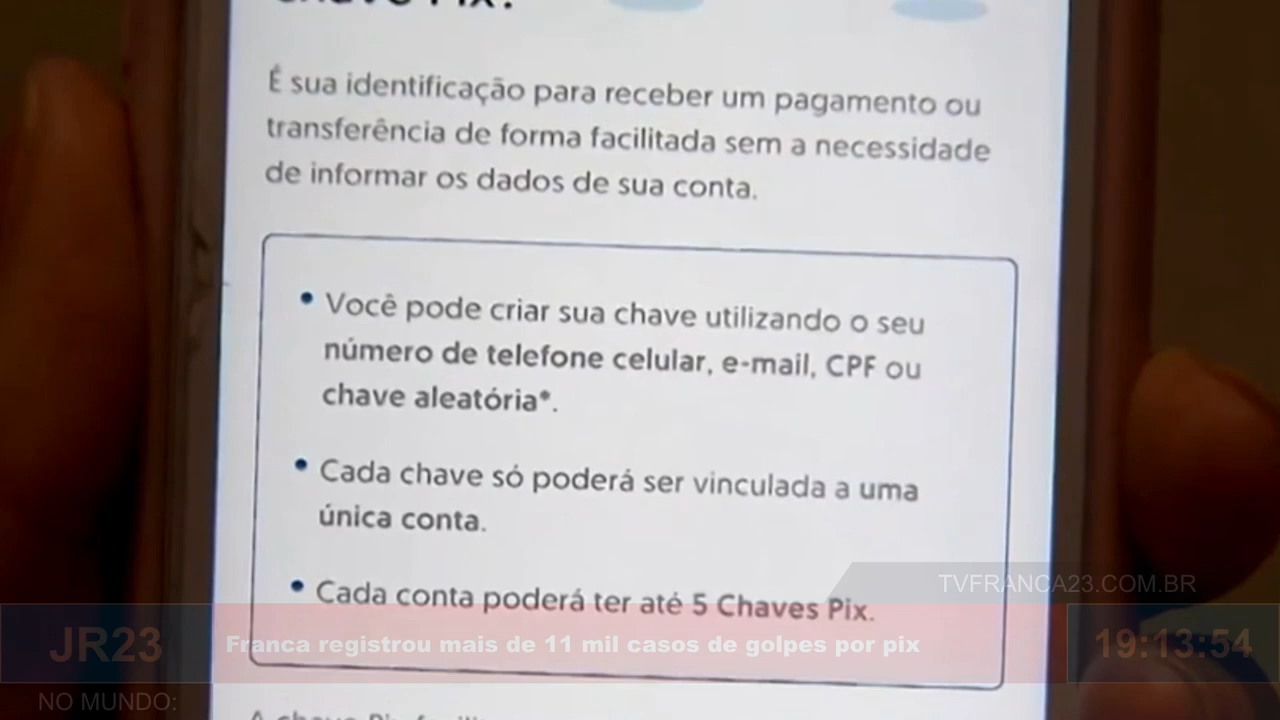 É sua identificação para receber um pagamento ou
transferência de forma facilitada sem a necessidade
de informar os dados de sua conta.
• Você pode criar sua chave utilizando o seu
número de telefone celular, e-mail, CPF ou
chave aleatória*.
• Cada chave só poderá ser vinculada a uma
única conta.
• Cada conta poderá ter até 5 Chaves Pix.
TVFRANCA23.COM.BR
JR23
Franca registrou mais de 11 mil casos de golpes por pix
19:13:54
NO MUNDO: